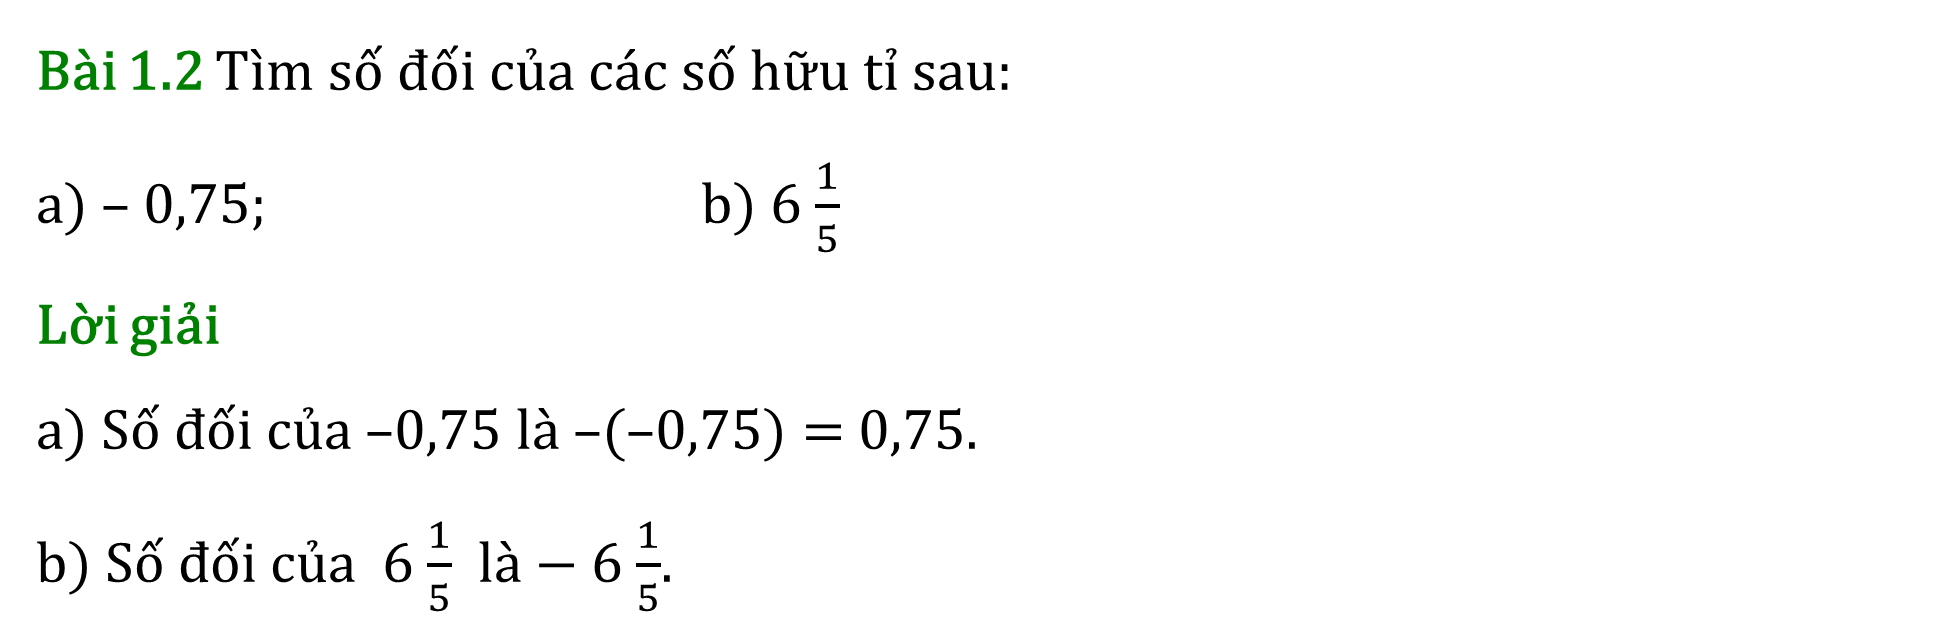 Bài 1.2 Tìm số đối của các số hữu tỉ sau:
a) – 0,75; b) 6 1/5
Lời giải
a) Số đối của –0,75 là –(–0,75) = 0,75.
b) Số đối của 6 1/5 là – 6 1/5.